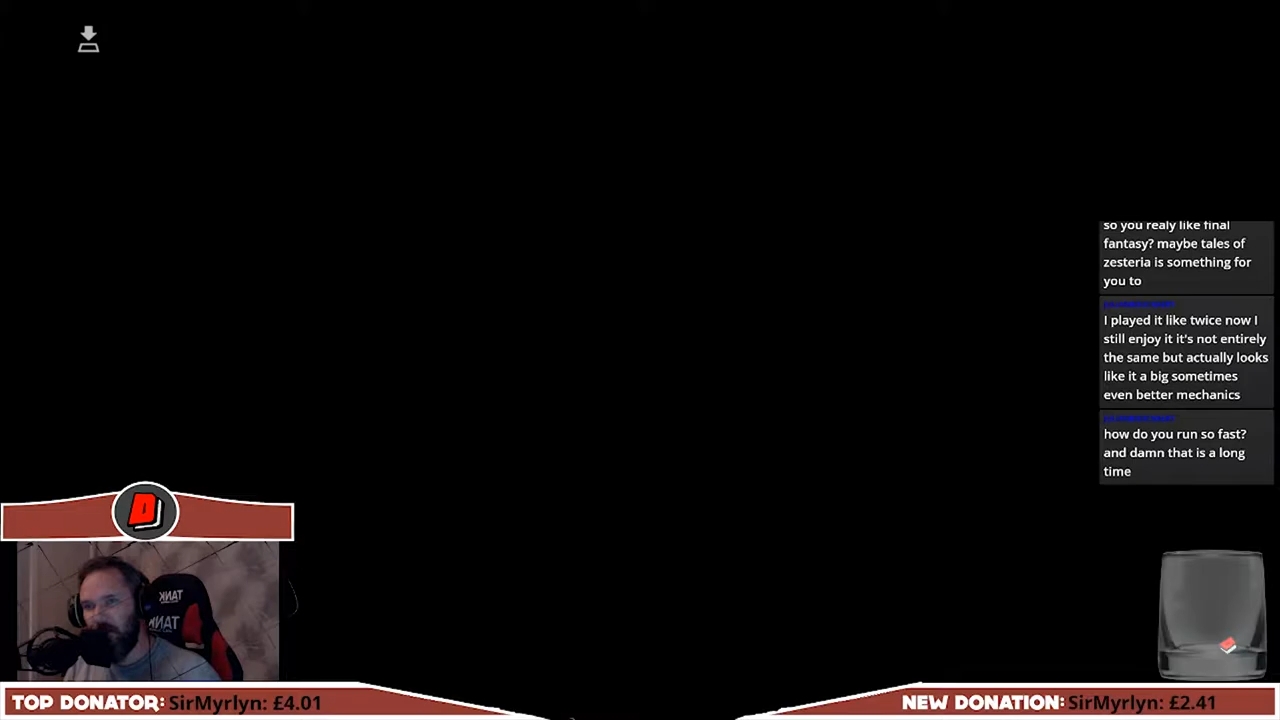 so you realy like final
fantasy? maybe tales of
zesteria is something for
you to
I played it like twice now I
still enjoy it it's not entirely
the same but actually looks
like it a big sometimes
even better mechanics
how do you run so fast?
and damn that is a long
time
TANK
TANK
TOP DONATOR: SirMyrlyn: £4.01
NEW DONATION: SirMyrlyn: £2.41